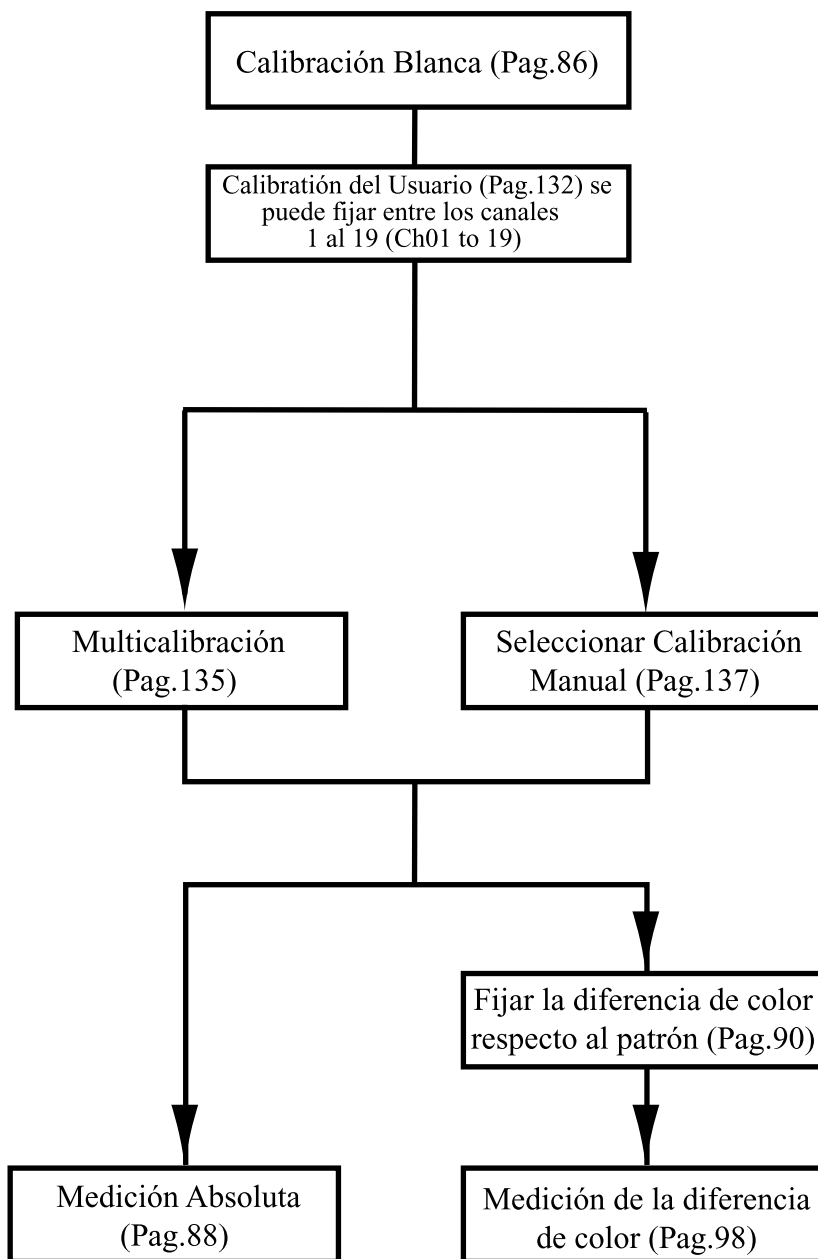 Calibración Blanca (Pag.86)
Calibratión del Usuario (Pag.132) se
puede fijar entre los canales
1 al 19 (Ch01 to 19)
Multicalibración
(Pag.135)
Seleccionar Calibración
Manual (Pag.137)
Fijar la diferencia de color
respecto al patrón (Pag.90)
Medición Absoluta
(Pag.88)
Medición de la diferencia
de color (Pag.98)